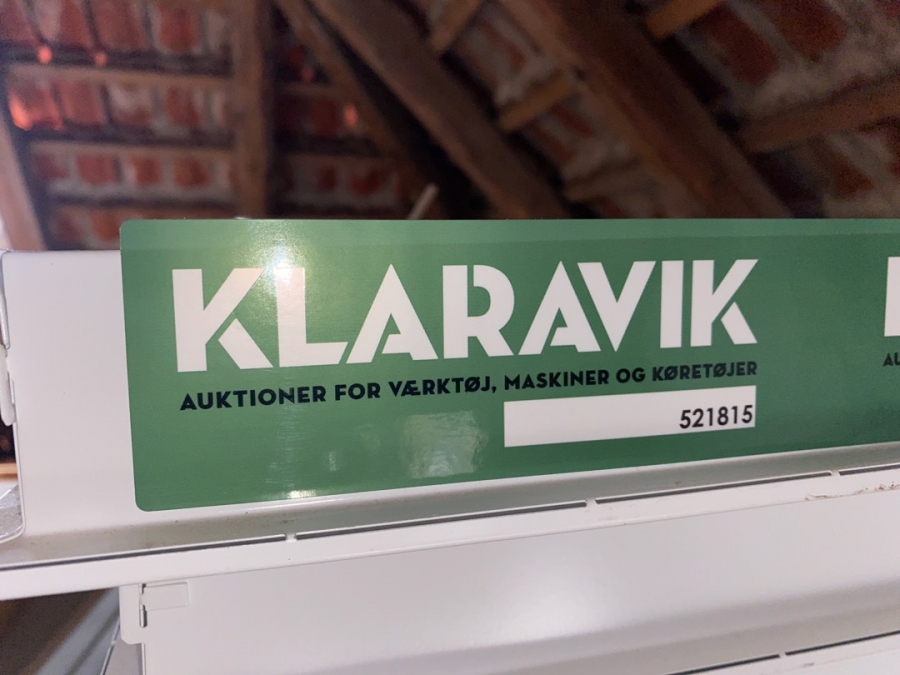 KLARAVIK
AUKTIONER FOR VÆRKTØJ, MASKINER OG KØRETØJER
521815